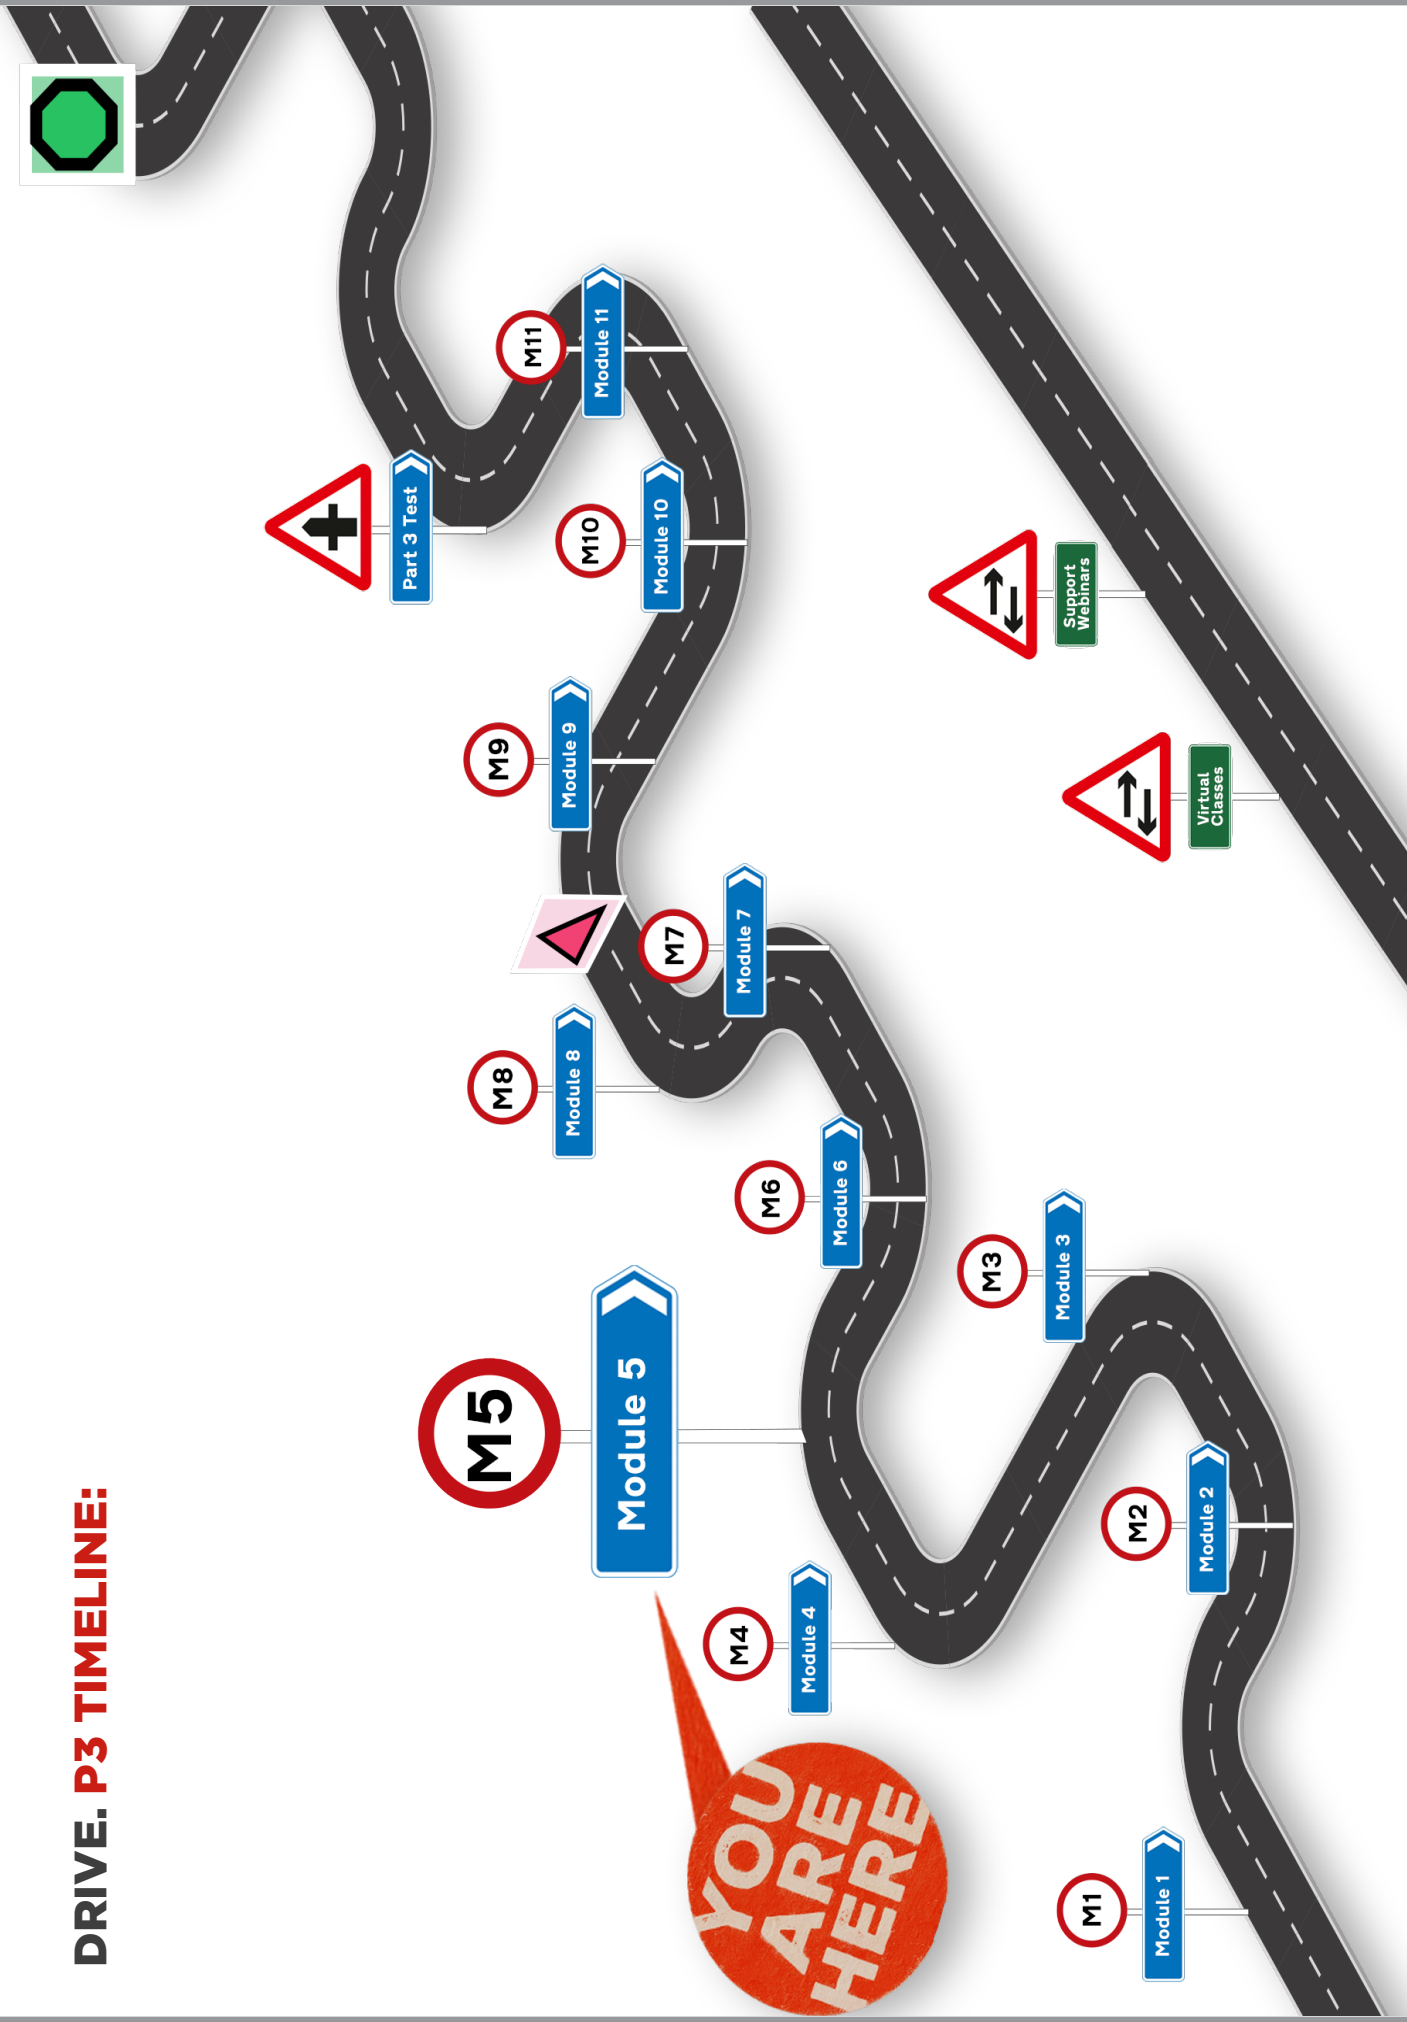 DRIVE. P3 TIMELINE:
M1
Module 1
M2
Module 2
M3
Module 3
M4
Module 4
M5
Module 5
YOU
ARE
HERE
M6
Module 6
M7
Module 7
M8
Module 8
M9
Module 9
M10
Module 10
M11
Module 11
Part 3 Test
Virtual
Classes
Support
Webinars